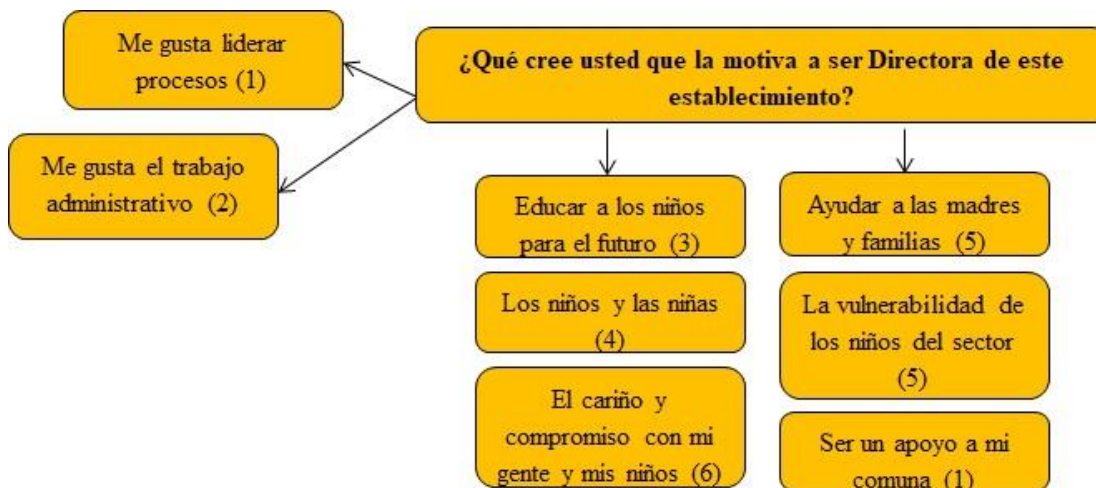 Me gusta liderar
procesos (1)
¿Qué cree usted que la motiva a ser Directora de este
establecimiento?
Me gusta el trabajo
administrativo (2)
Educar a los niños
para el futuro (3)
Ayudar a las madres
y familias (5)
Los niños y las niñas
(4)
La vulnerabilidad de
los niños del sector
(5)
El cariño y
compromiso con mi
gente y mis niños (6)
Ser un apoyo a mi
comuna (1)